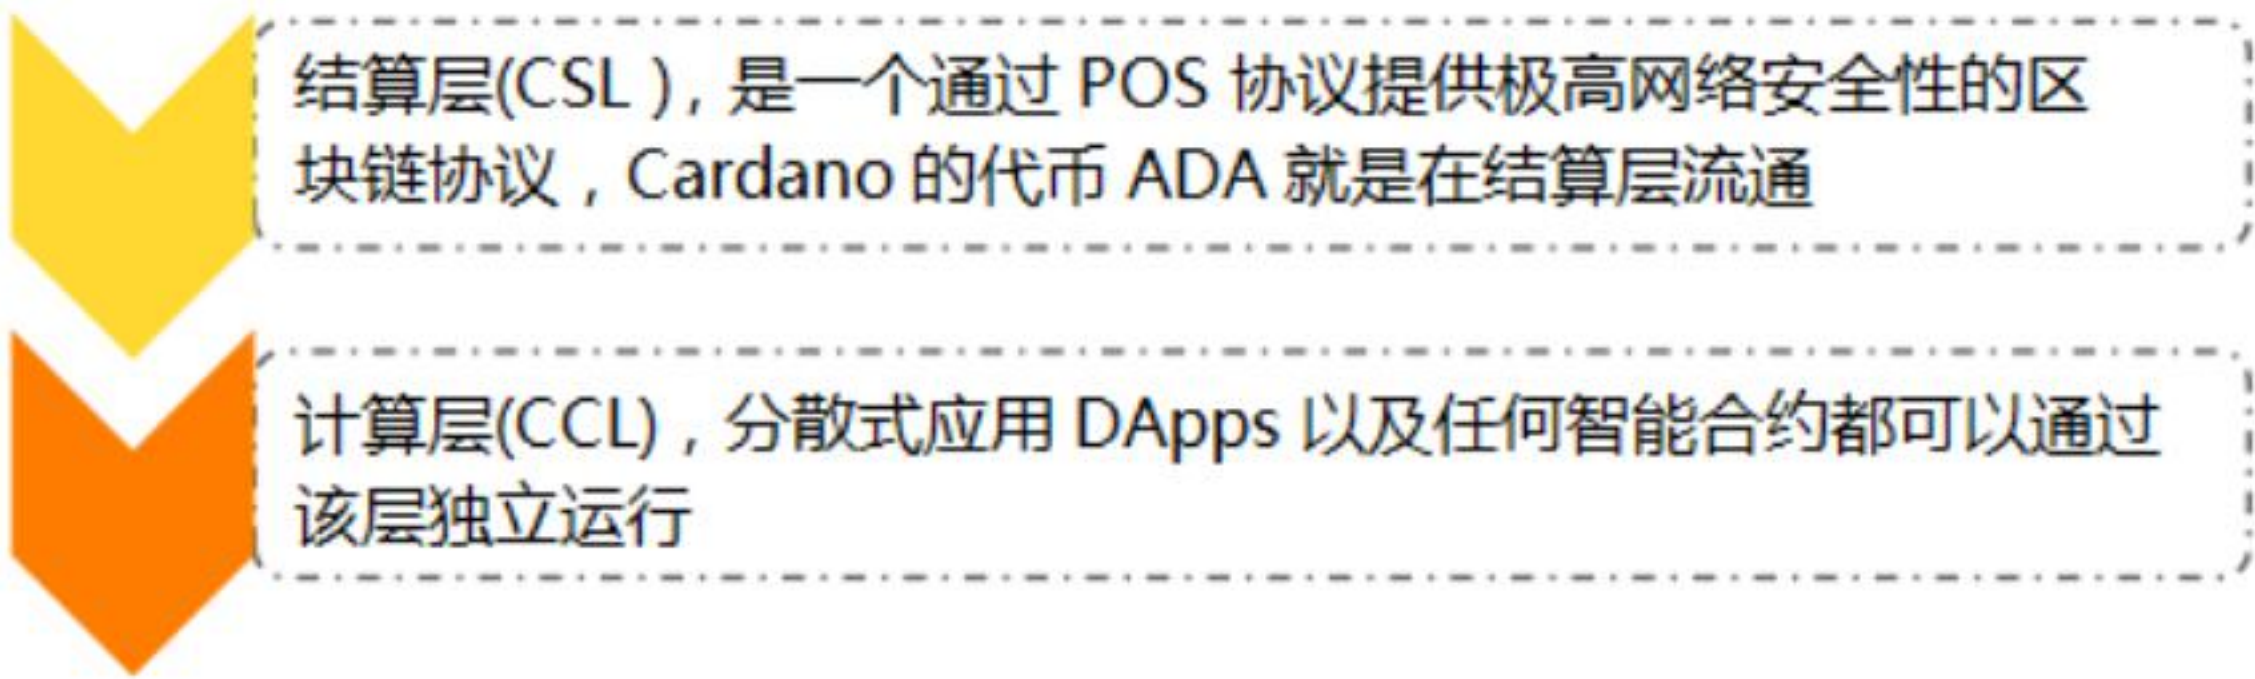 结算层(CSL )，是一个通过 POS 协议提供极高网络安全性的区
块链协议，Cardano 的代币 ADA 就是在结算层流通
计算层(CCL)，分散式应用 DApps 以及任何智能合约都可以通过
该层独立运行